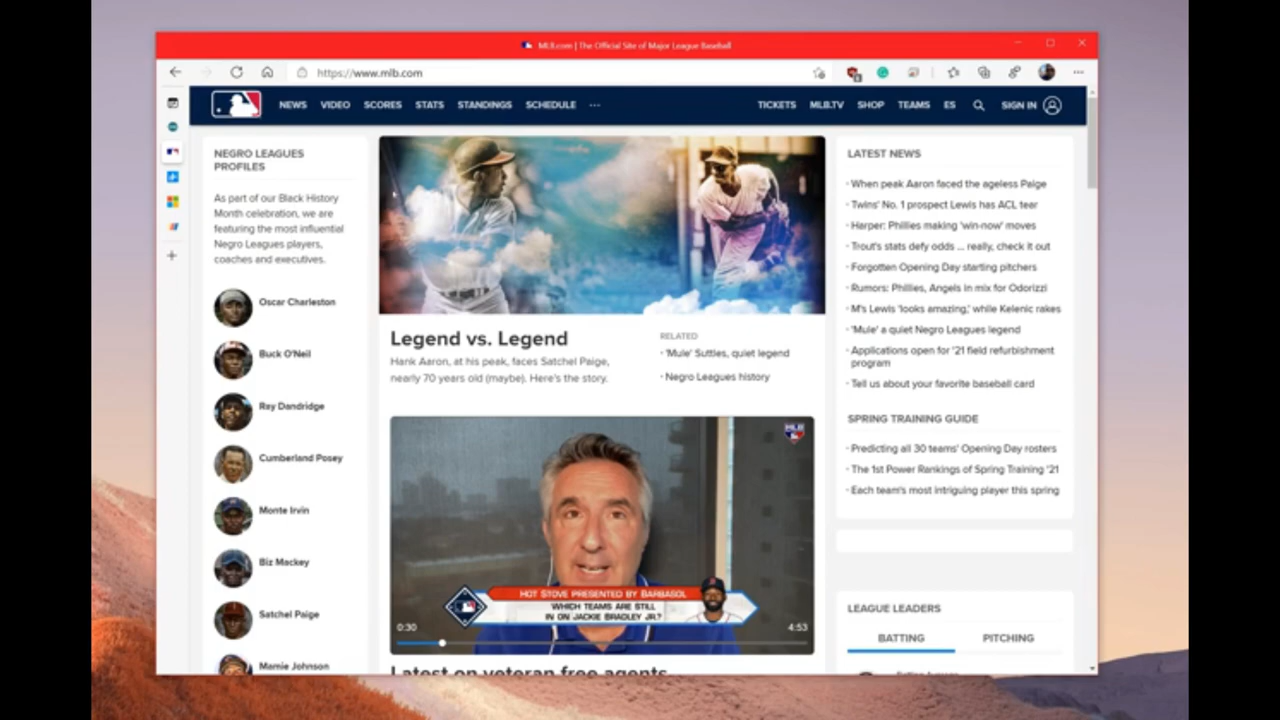 MLB.com | The Official Site of Major League Baseball
https://www.mlb.com
NEWS VIDEO SCORES STATS STANDINGS SCHEDULE ···
TICKETS MLB.TV SHOP TEAMS ES SIGN IN
NEGRO LEAGUES
PROFILES
As part of our Black History
Month celebration, we are
featuring the most influential
Negro Leagues players,
coaches and executives.
Oscar Charleston
Buck O'Neil
Ray Dandridge
Cumberland Posey
Monte Irvin
Biz Mackey
Satchel Paige
Mamie Johnson
Legend vs. Legend
Hank Aaron, at his peak, faces Satchel Paige,
nearly 70 years old (maybe). Here's the story.
RELATED
· 'Mule' Suttles, quiet legend
· Negro Leagues history
MLB
HOT STOVE PRESENTED BY BARBASOL
WHICH TEAMS ARE STILL
IN ON JACKIE BRADLEY JR.?
0:30
4:53
Latest on veteran free agents
LATEST NEWS
· When peak Aaron faced the ageless Paige
· Twins' No. 1 prospect Lewis has ACL tear
· Harper: Phillies making 'win-now' moves
· Trout's stats defy odds ... really, check it out
· Forgotten Opening Day starting pitchers
· Rumors: Phillies, Angels in mix for Odorizzi
· M's Lewis 'looks amazing,' while Kelenic rakes
· 'Mule' a quiet Negro Leagues legend
· Applications open for '21 field refurbishment
program
· Tell us about your favorite baseball card
SPRING TRAINING GUIDE
· Predicting all 30 teams' Opening Day rosters
· The 1st Power Rankings of Spring Training '21
· Each team's most intriguing player this spring
LEAGUE LEADERS
BATTING PITCHING